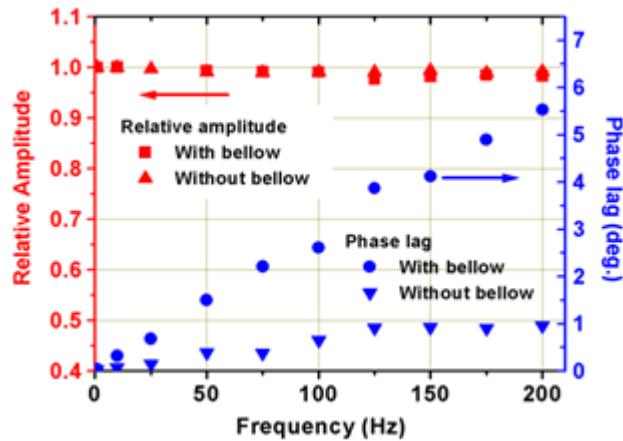 1.1
1.0
0.9
0.8
0.7
0.6
0.5
0.4
Relative Amplitude
7
6
5
4
3
2
1
0
Phase lag (deg.)
Relative amplitude
With bellow
Without bellow
Phase lag
With bellow
Without bellow
0 50 100 150 200
Frequency (Hz)